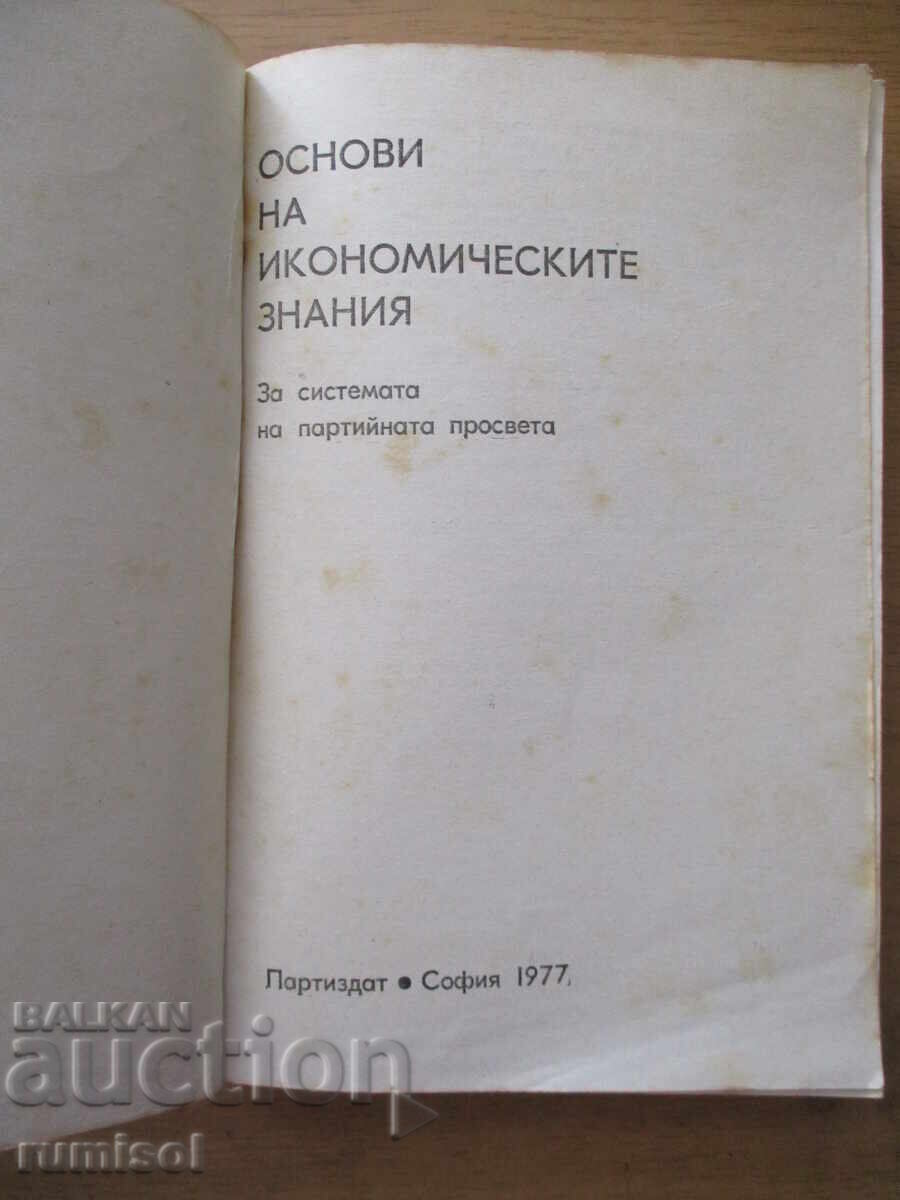 ОСНОВИ
НА
ИКОНОМИЧЕСКИТЕ
ЗНАНИЯ
За системата
на партийната просвета
Партиздат • София 1977
BALKAN
auction
rumisol